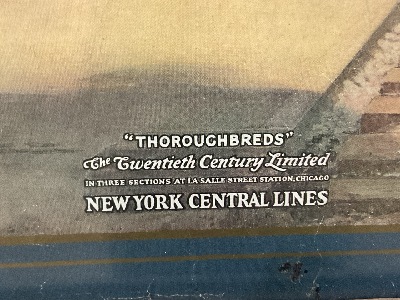 "THOROUGHBREDS"
The Twentieth Century Limited
IN THREE SECTIONS AT LA SALLE STREET STATION, CHICAGO
NEW YORK CENTRAL LINES